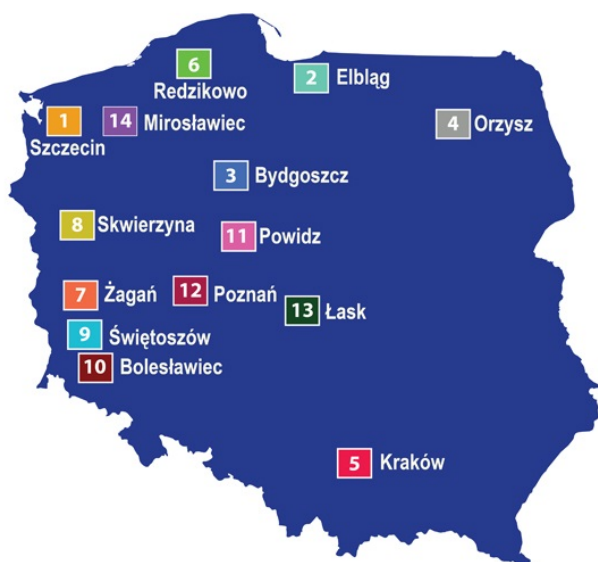 6
Redzikowo
2 Elbląg
1
Szczecin
14 Mirosławiec
4 Orzysz
3 Bydgoszcz
8 Skwierzyna
11 Powidz
7 Żagań
12 Poznań
13 Łask
9 Świętoszów
10 Bolesławiec
5 Kraków